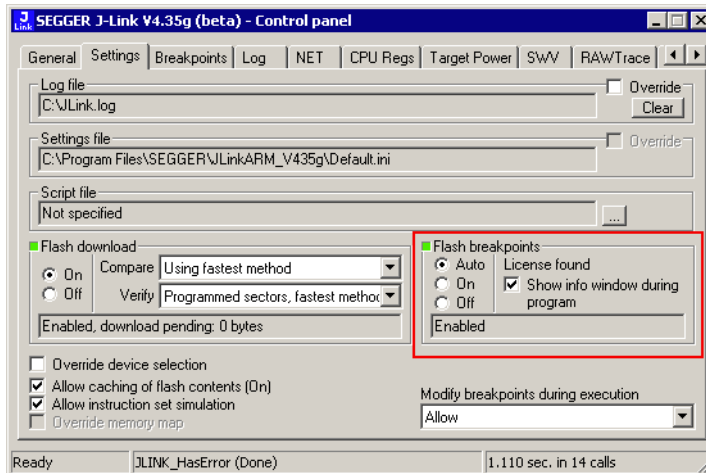 J Link SEGGER J-Link V4.35g (beta) - Control panel
General Settings Breakpoints Log NET CPU Regs Target Power SWV RAWTrace
Log file Override
C:\JLink.log Clear
Settings file Override
C:\Program Files\SEGGER\JLinkARM_V435g\Default.ini
Script file
Not specified ...
Flash download
On Compare Using fastest method
Off Verify Programmed sectors, fastest methoc
Enabled, download pending: 0 bytes
Flash breakpoints
Auto License found
On Show info window during
Off program
Enabled
Override device selection
Allow caching of flash contents (On)
Allow instruction set simulation
Override memory map
Modify breakpoints during execution
Allow
Ready JLINK_HasError (Done) 1.110 sec. in 14 calls